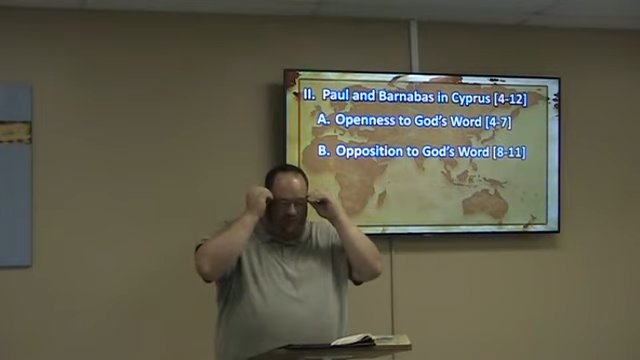 II. Paul and Barnabas in Cyprus [4-12]
A. Openness to God's Word [4-7]
B. Opposition to God's Word [8-11]